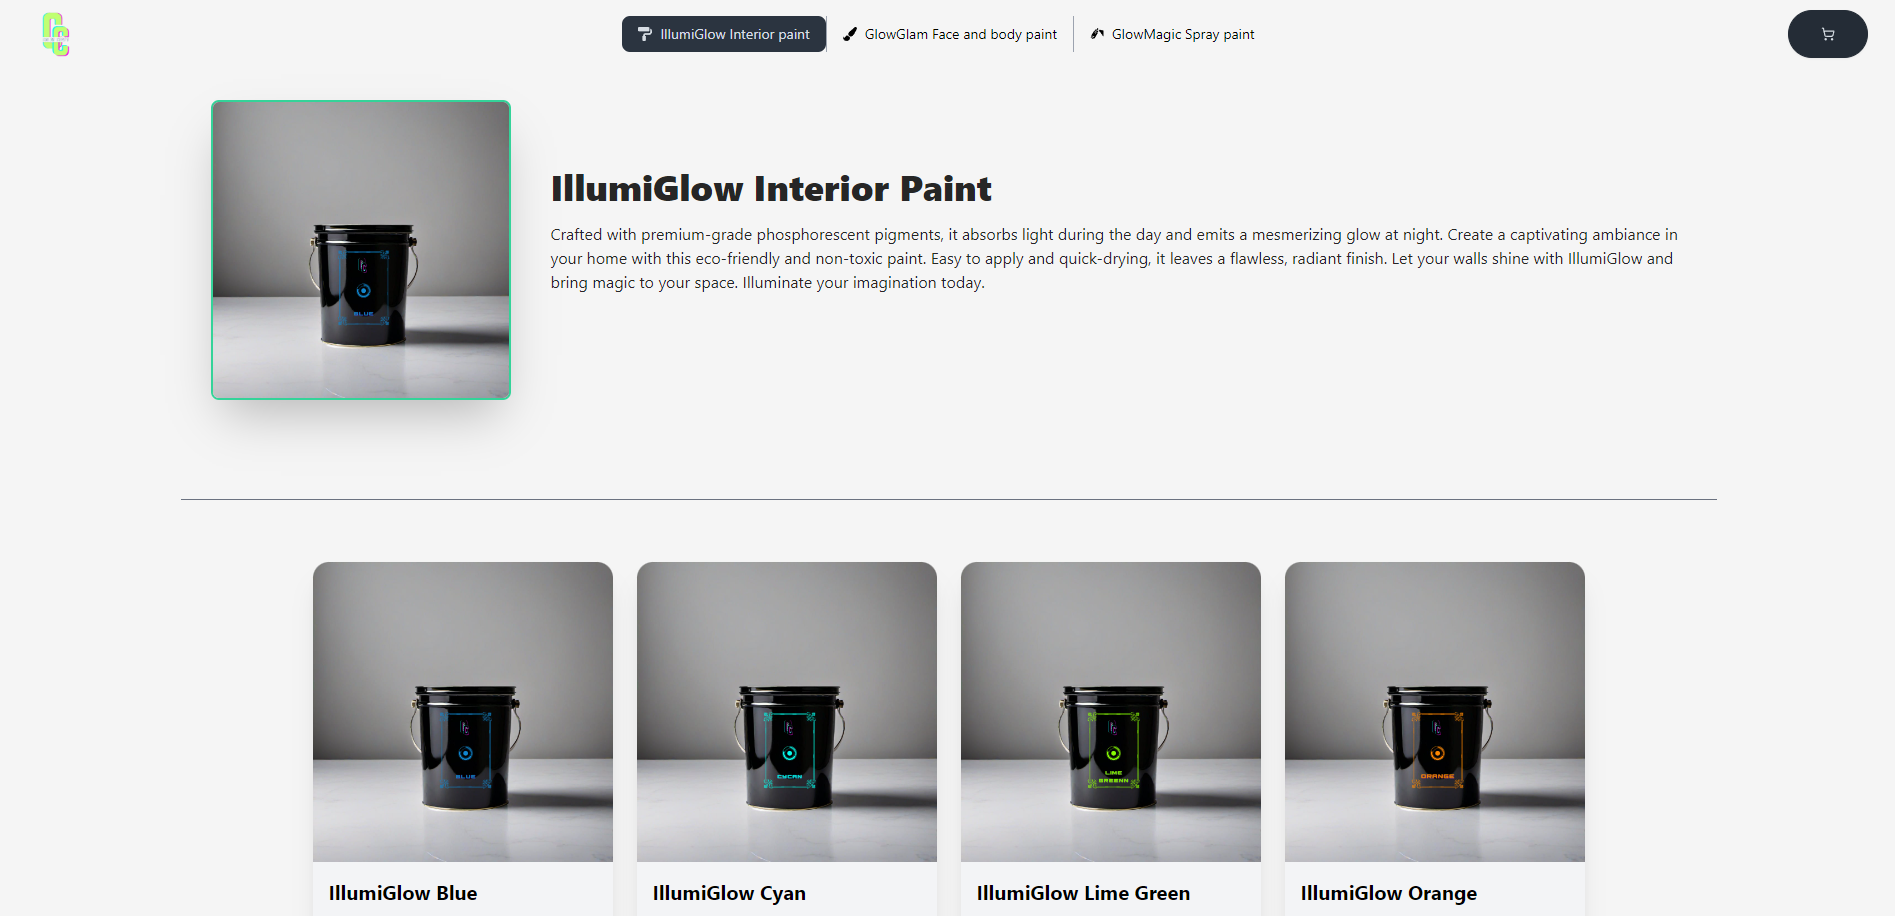 IllumiGlow Interior paint
GlowGlam Face and body paint
GlowMagic Spray paint
BLUE
IllumiGlow Interior Paint
Crafted with premium-grade phosphorescent pigments, it absorbs light during the day and emits a mesmerizing glow at night. Create a captivating ambiance in
your home with this eco-friendly and non-toxic paint. Easy to apply and quick-drying, it leaves a flawless, radiant finish. Let your walls shine with IllumiGlow and
bring magic to your space. Illuminate your imagination today.
BLUE
CYCAN
LIME
GREENN
ORANGE
IllumiGlow Blue
IllumiGlow Cyan
IllumiGlow Lime Green
IllumiGlow Orange